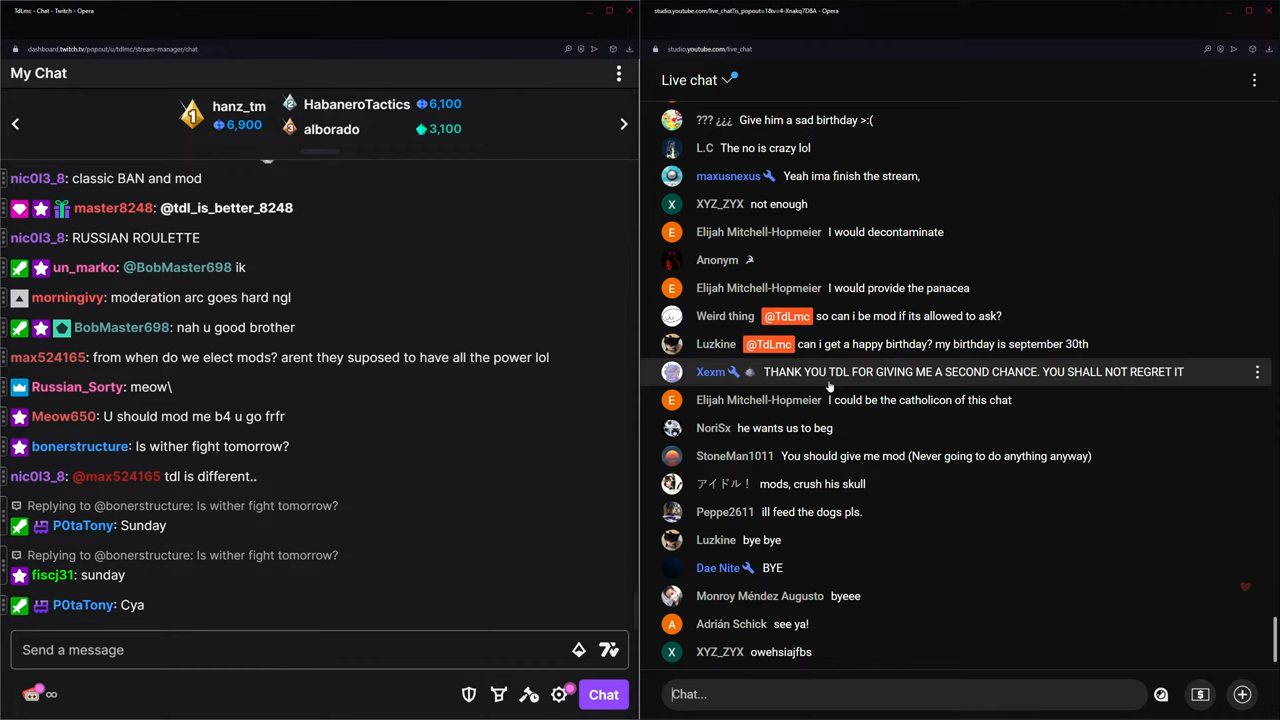 TdLmc - Chat - Twitch - Opera
dashboard.twitch.tv/popout/u/tdlmc/stream-manager/chat
My Chat
1 hanz_tm 6,900
2 HabaneroTactics 6,100
3 alborado 3,100
nic0l3_8: classic BAN and mod
master8248: @tdl_is_better_8248
nic0l3_8: RUSSIAN ROULETTE
un_marko: @BobMaster698 ik
morningivy: moderation arc goes hard ngl
BobMaster698: nah u good brother
max524165: from when do we elect mods? arent they suposed to have all the power lol
Russian_Sorty: meow\
Meow650: U should mod me b4 u go frfr
bonerstructure: Is wither fight tomorrow?
nic0l3_8: @max524165 tdl is different..
Replying to @bonerstructure: Is wither fight tomorrow?
P0taTony: Sunday
Replying to @bonerstructure: Is wither fight tomorrow?
fiscj31: sunday
P0taTony: Cya
Send a message
∞
Chat
studio.youtube.com/live_chat?is_popout=1&v=4-Xnakq7D8A - Opera
studio.youtube.com/live_chat
Live chat
??? ¿¿¿ Give him a sad birthday >:(
L.C The no is crazy lol
maxusnexus Yeah ima finish the stream,
X XYZ_ZYX not enough
E Elijah Mitchell-Hopmeier I would decontaminate
Anonym ☭
E Elijah Mitchell-Hopmeier I would provide the panacea
Weird thing @TdLmc so can i be mod if its allowed to ask?
Luzkine @TdLmc can i get a happy birthday? my birthday is september 30th
Xexm THANK YOU TDL FOR GIVING ME A SECOND CHANCE. YOU SHALL NOT REGRET IT
E Elijah Mitchell-Hopmeier I could be the catholicon of this chat
NoriSx he wants us to beg
StoneMan1011 You should give me mod (Never going to do anything anyway)
アイドル！ mods, crush his skull
Peppe2611 ill feed the dogs pls.
Luzkine bye bye
Dae Nite BYE
Monroy Méndez Augusto byeee
A Adrián Schick see ya!
X XYZ_ZYX owehsiajfbs
Chat...